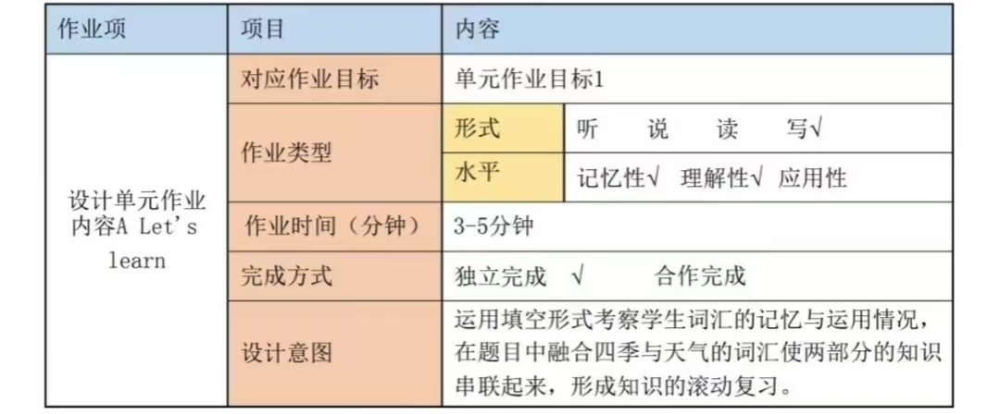 作业项 项目 内容
对应作业目标 单元作业目标1
作业类型 形式 听 说 读 写√
水平 记忆性√ 理解性√ 应用性
设计单元作业
内容A Let's
learn
作业时间（分钟） 3-5分钟
完成方式 独立完成 √ 合作完成
设计意图
运用填空形式考察学生词汇的记忆与运用情况，
在题目中融合四季与天气的词汇使两部分的知识
串联起来，形成知识的滚动复习。